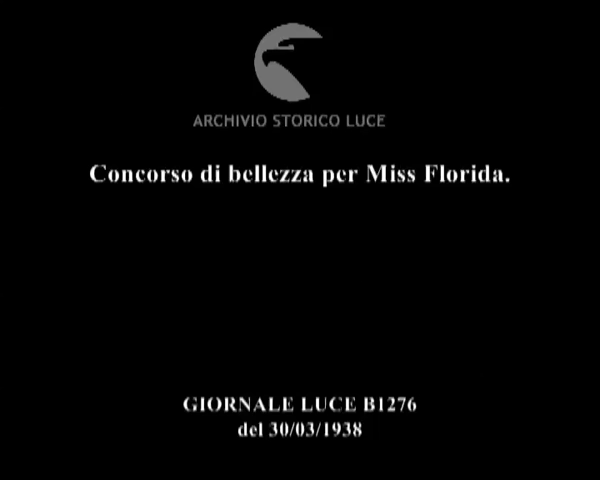 ARCHIVIO STORICO LUCE
Concorso di bellezza per Miss Florida.
GIORNALE LUCE B1276
del 30/03/1938